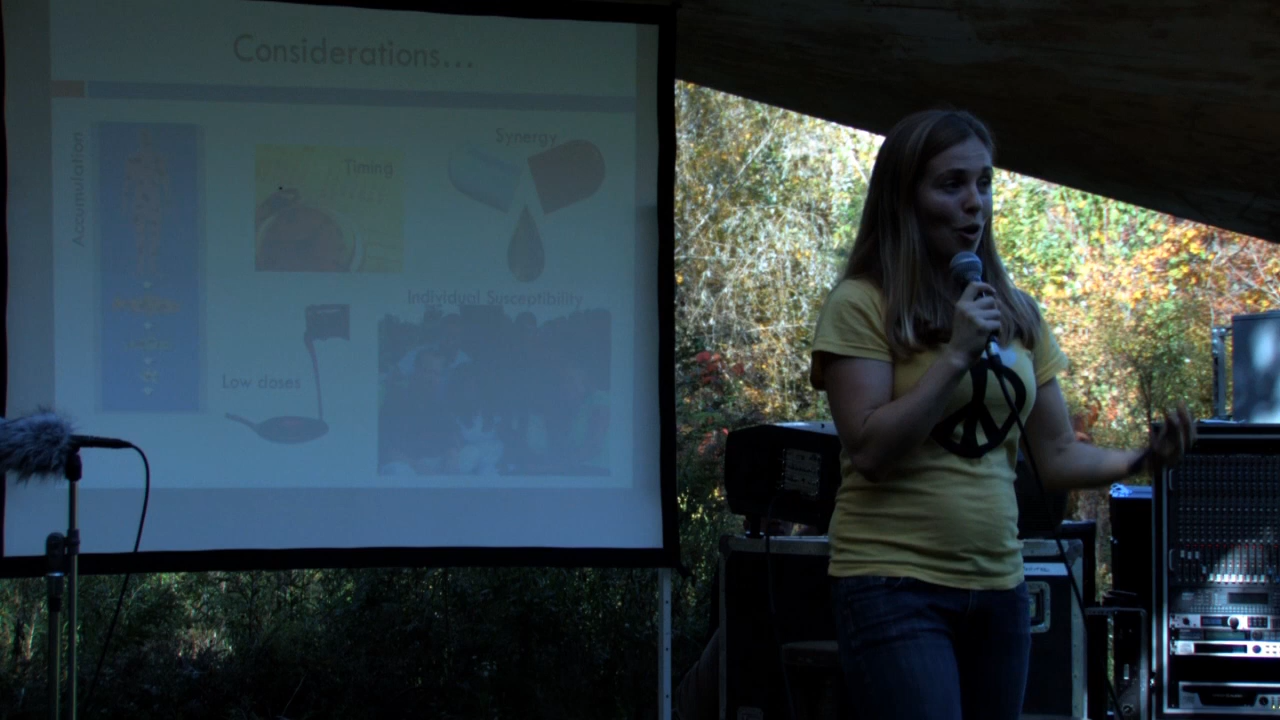 Considerations...
Accumulation
Timing
Synergy
Low doses
Individual Susceptibility